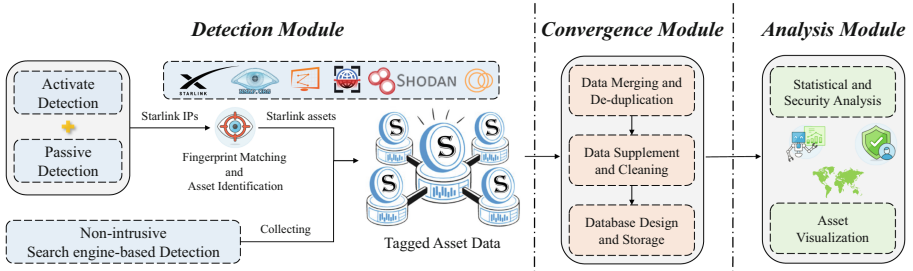 Detection Module
Convergence Module
Analysis Module
Activate
Detection
Passive
Detection
STARLINK
SHODAN
Starlink IPs
Starlink assets
Fingerprint Matching
and
Asset Identification
Non-intrusive
Search engine-based Detection
Collecting
S
S
S
S
S
Tagged Asset Data
Data Merging and
De-duplication
Data Supplement
and Cleaning
Database Design
and Storage
Statistical and
Security Analysis
Asset
Visualization